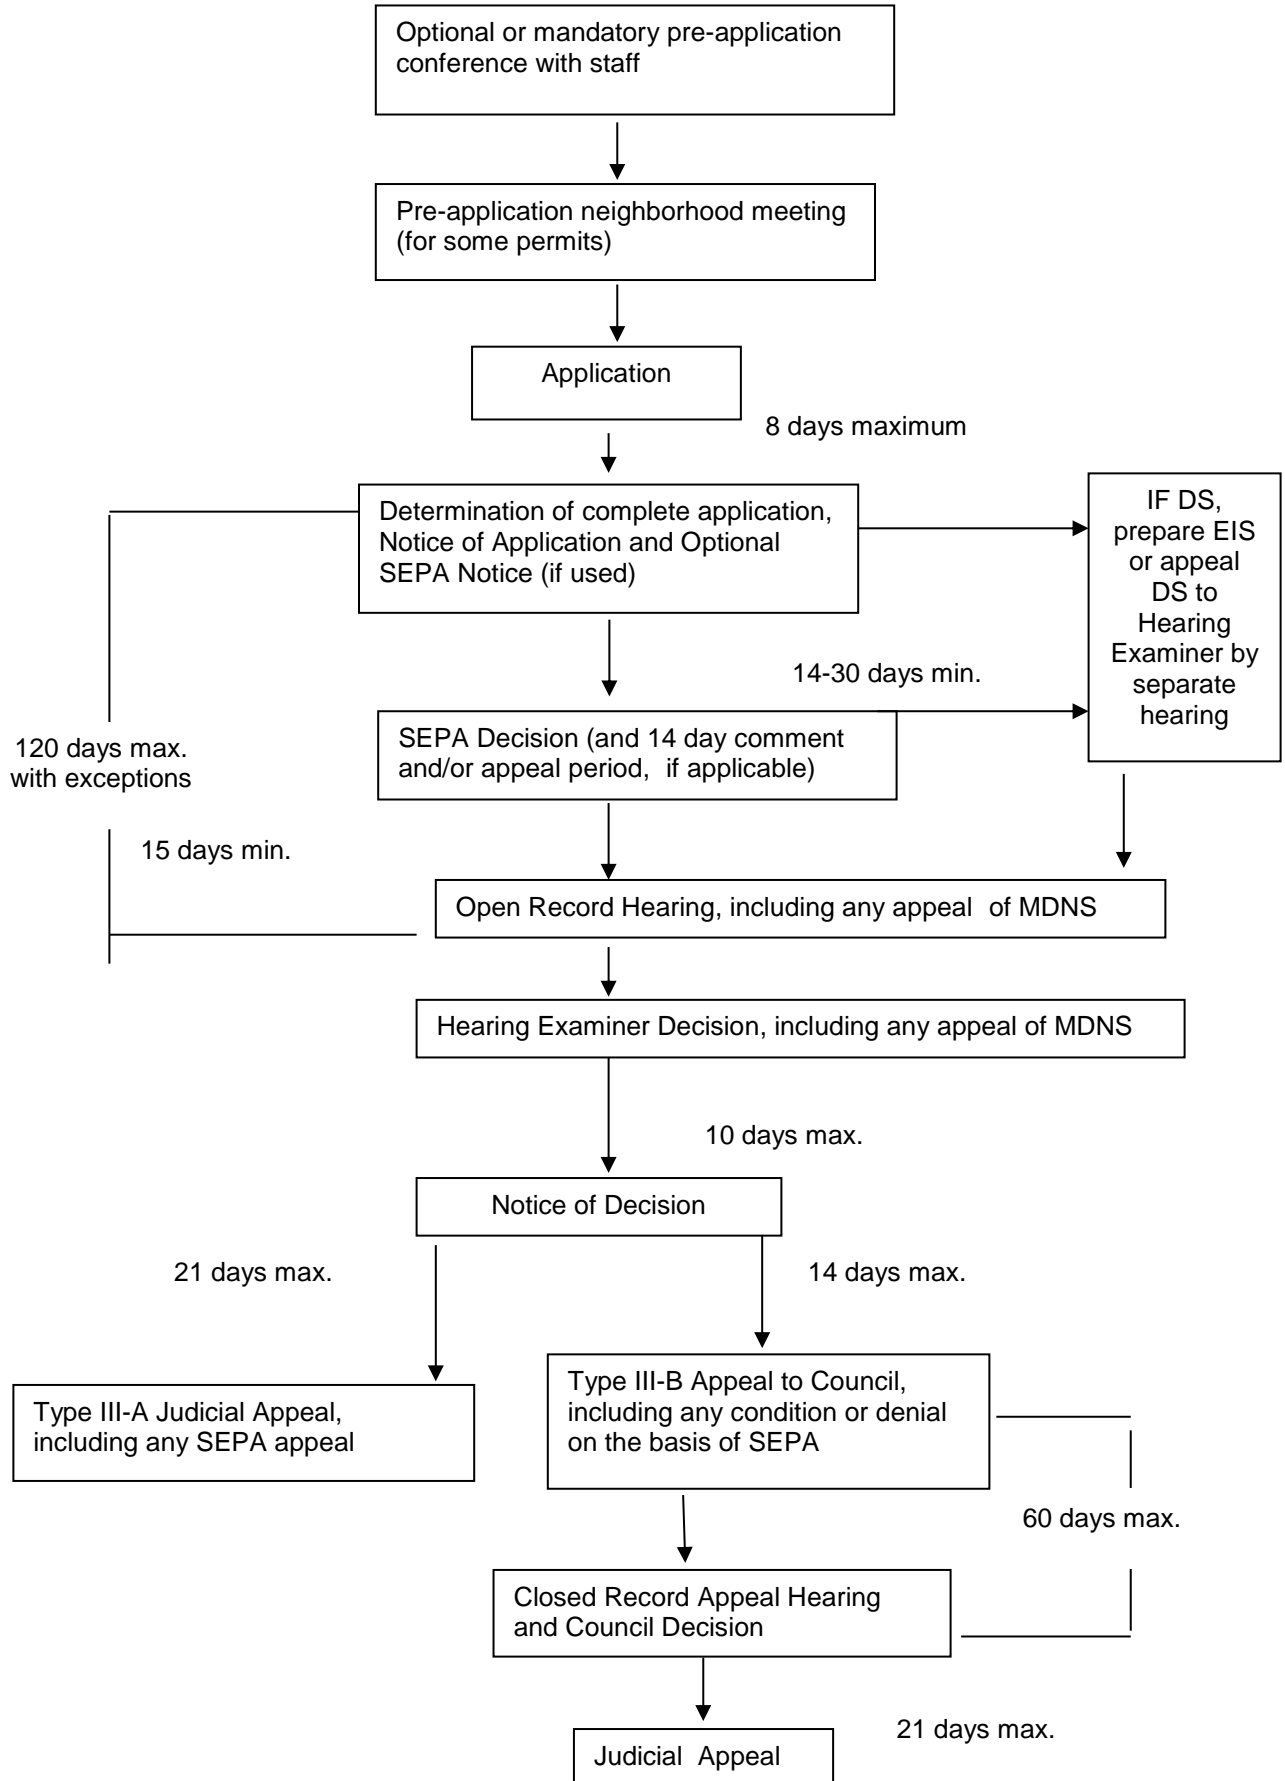 Optional or mandatory pre-application
conference with staff
Pre-application neighborhood meeting
(for some permits)
Application
8 days maximum
Determination of complete application,
Notice of Application and Optional
SEPA Notice (if used)
IF DS,
prepare EIS
or appeal
DS to
Hearing
Examiner by
separate
hearing
14-30 days min.
SEPA Decision (and 14 day comment
and/or appeal period, if applicable)
120 days max.
with exceptions
15 days min.
Open Record Hearing, including any appeal of MDNS
Hearing Examiner Decision, including any appeal of MDNS
10 days max.
Notice of Decision
21 days max.
14 days max.
Type III-A Judicial Appeal,
including any SEPA appeal
Type III-B Appeal to Council,
including any condition or denial
on the basis of SEPA
60 days max.
Closed Record Appeal Hearing
and Council Decision
21 days max.
Judicial Appeal